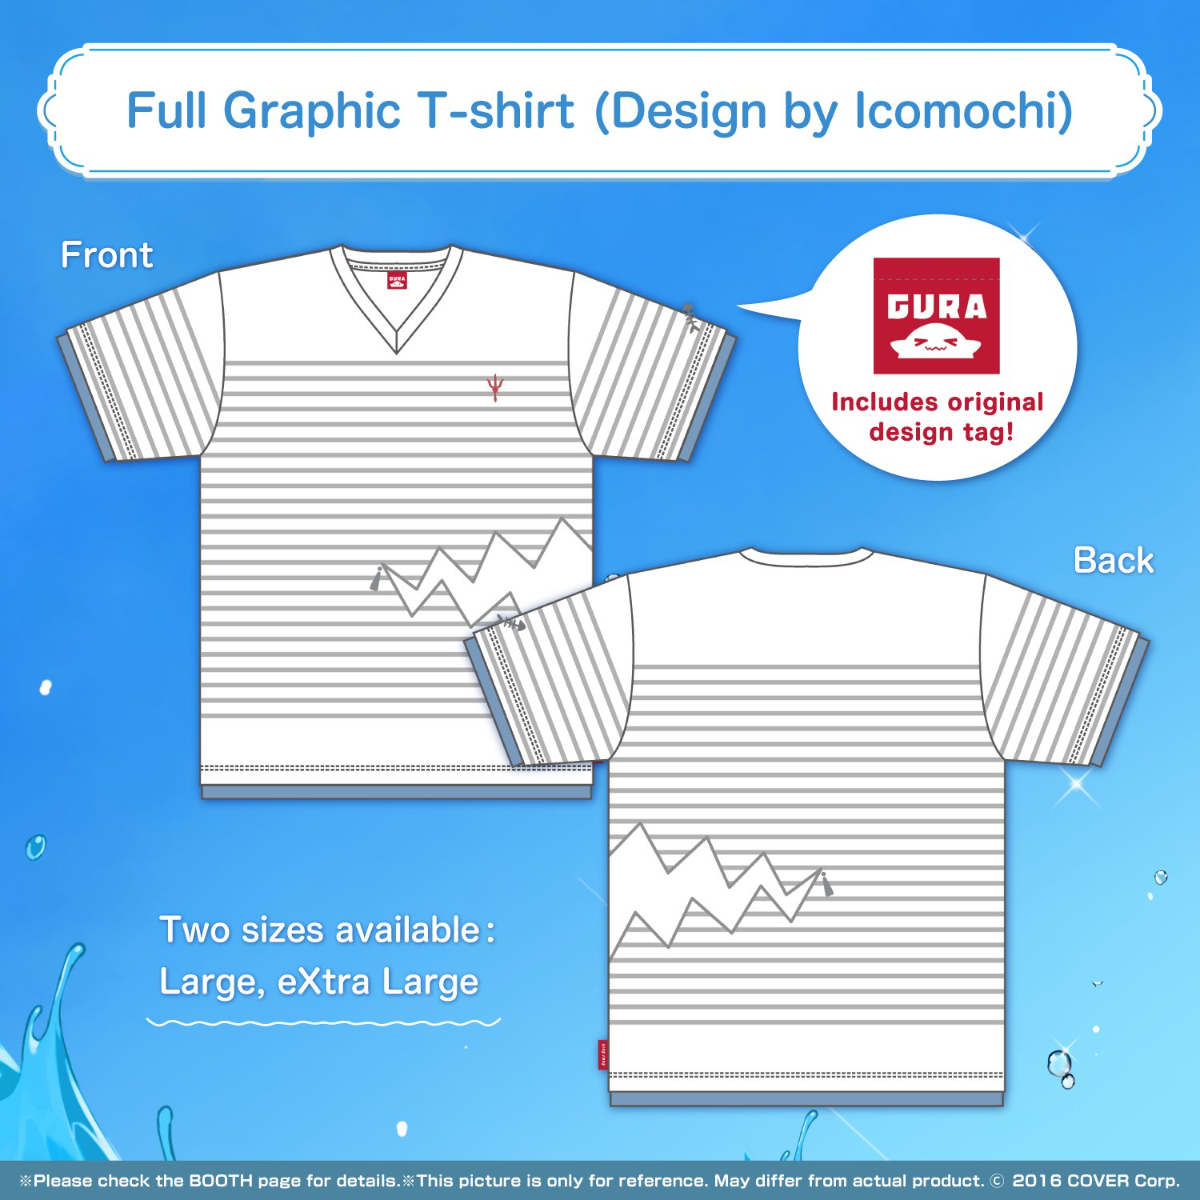 Full Graphic T-shirt (Design by Icomochi)
Front
GURA
GURA
Includes original
design tag!
Back
Two sizes available:
Large, eXtra Large
※Please check the BOOTH page for details.※This picture is only for reference. May differ from actual product. © 2016 COVER Corp.